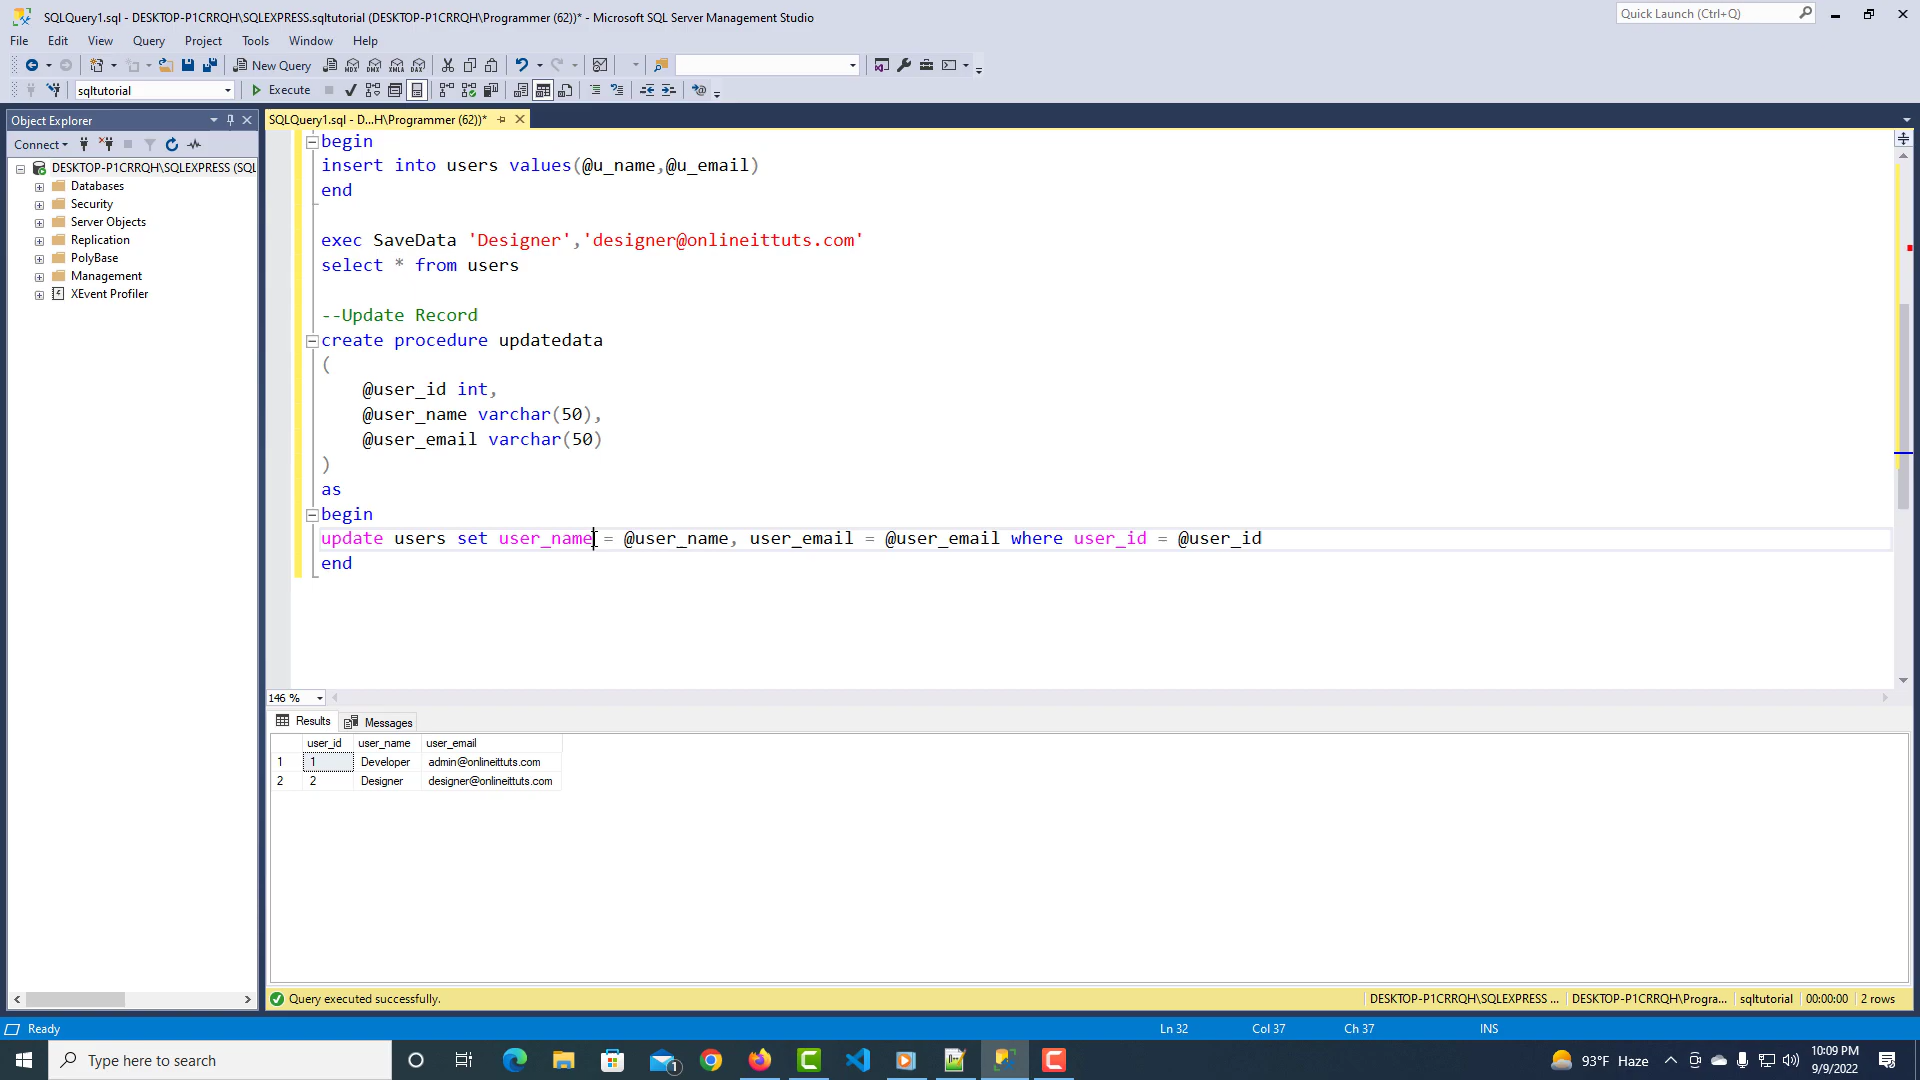 SQLQuery1.sql - DESKTOP-P1CRRQH\SQLEXPRESS.sqltutorial (DESKTOP-P1CRRQH\Programmer (62))* - Microsoft SQL Server Management Studio
Quick Launch (Ctrl+Q)
File Edit View Query Project Tools Window Help
New Query
MDX DMX XMLA DAX
sqltutorial
Execute
Object Explorer
SQLQuery1.sql - D...H\Programmer (62))*
Connect
DESKTOP-P1CRRQH\SQLEXPRESS (SQL
Databases
Security
Server Objects
Replication
PolyBase
Management
XEvent Profiler
begin
insert into users values(@u_name,@u_email)
end
exec SaveData 'Designer','designer@onlineittuts.com'
select * from users
--Update Record
create procedure updatedata
(
@user_id int,
@user_name varchar(50),
@user_email varchar(50)
)
as
begin
update users set user_name = @user_name, user_email = @user_email where user_id = @user_id
end
146 %
Results Messages
user_id user_name user_email
1 1 Developer admin@onlineittuts.com
2 2 Designer designer@onlineittuts.com
Query executed successfully.
DESKTOP-P1CRRQH\SQLEXPRESS ... DESKTOP-P1CRRQH\Progra... sqltutorial 00:00:00 2 rows
Ready
Ln 32 Col 37 Ch 37 INS
Type here to search
1
93°F Haze
10:09 PM
9/9/2022